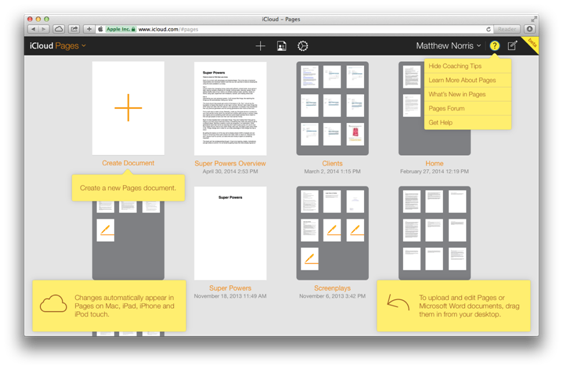 iCloud – Pages
Apple Inc.
www.icloud.com/#pages
Reader
iCloud Pages
Matthew Norris
?
Beta
Hide Coaching Tips
Learn More About Pages
What's New in Pages
Pages Forum
Get Help
Super Powers
Create Document
Super Powers Overview
April 30, 2014 2:53 PM
Clients
March 2, 2014 1:15 PM
Home
February 27, 2014 12:19 PM
Create a new Pages document.
Super Powers
Super Powers
November 18, 2013 11:49 AM
Screenplays
November 6, 2013 3:42 PM
Changes automatically appear in
Pages on Mac, iPad, iPhone and
iPod touch.
To upload and edit Pages or
Microsoft Word documents, drag
them in from your desktop.